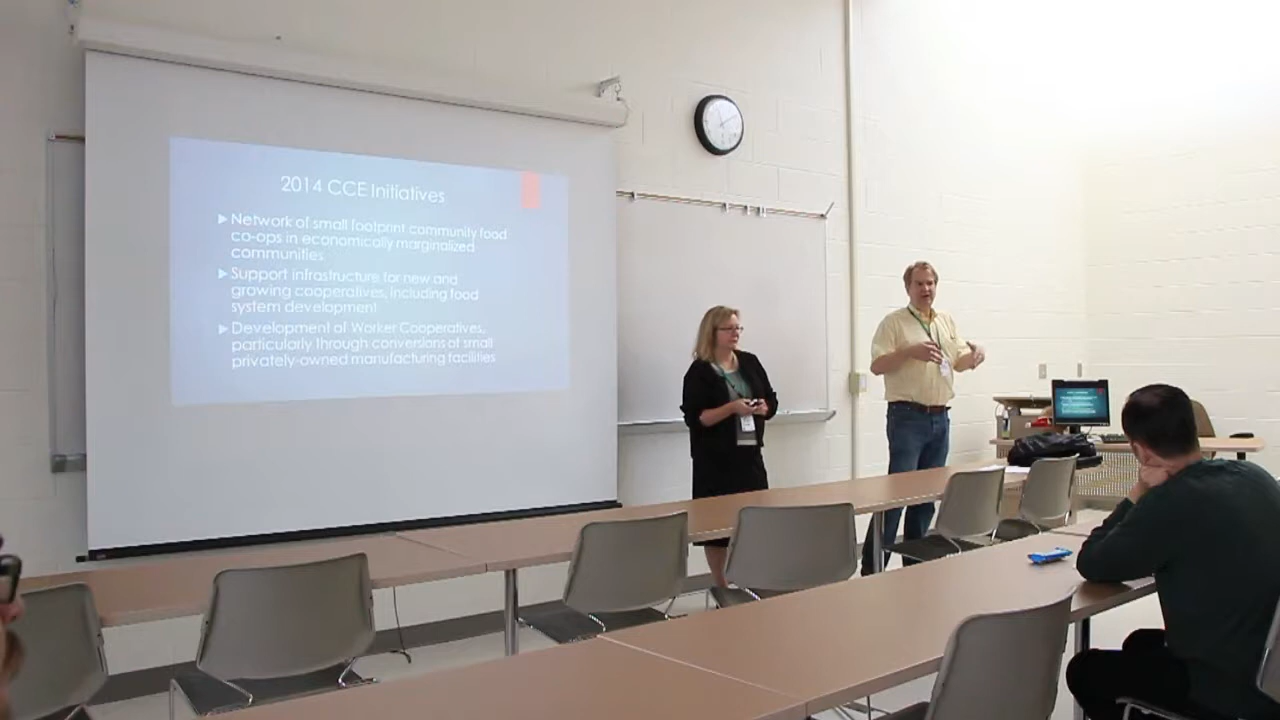 2014 CCE Initiatives
Network of small footprint community food
co-ops in economically marginalized
communities
Support infrastructure for new and
growing cooperatives, including food
system development
Development of Worker Cooperatives,
particularly through conversions of small
privately-owned manufacturing facilities